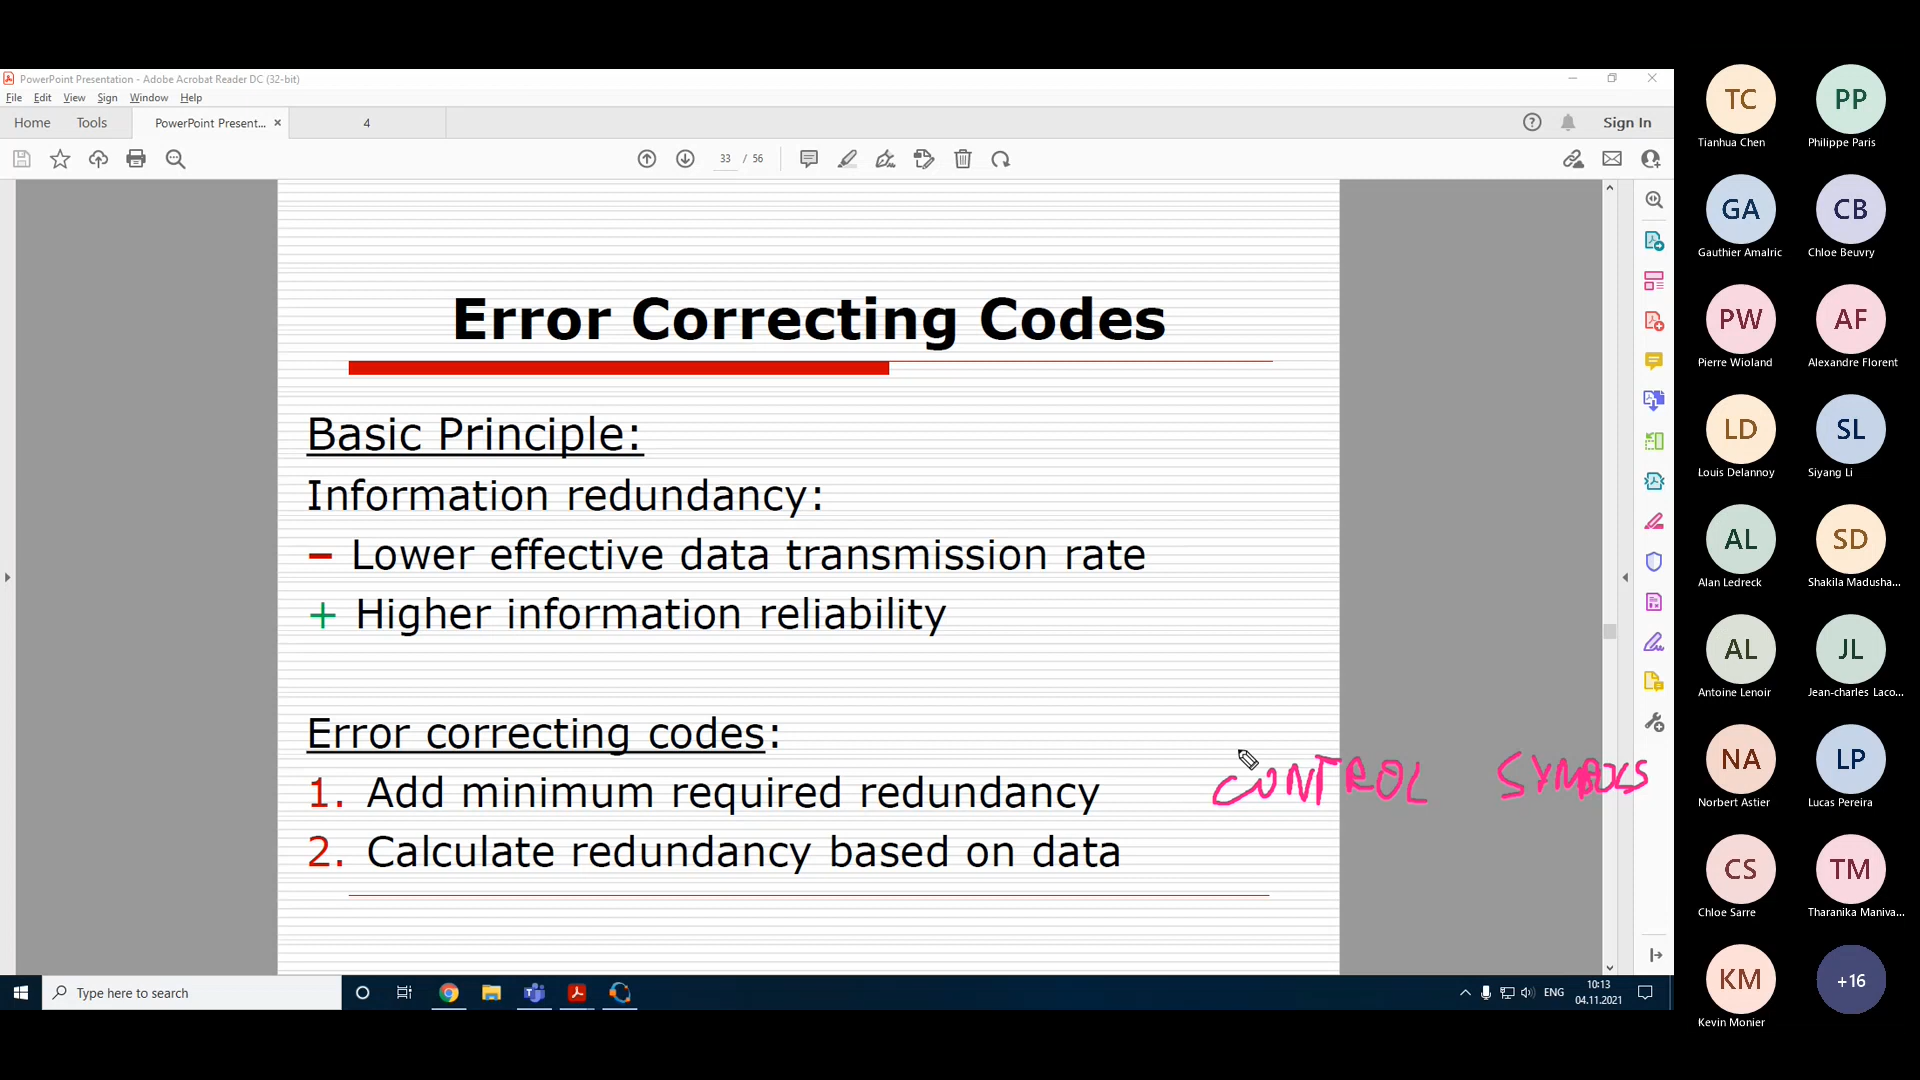 PowerPoint Presentation - Adobe Acrobat Reader DC (32-bit)
File Edit View Sign Window Help
Home Tools PowerPoint Present... × 4 Sign In
33 / 56
Error Correcting Codes
Basic Principle:
Information redundancy:
– Lower effective data transmission rate
+ Higher information reliability
Error correcting codes:
1. Add minimum required redundancy
CONTROL SYMBOLS
2. Calculate redundancy based on data
Type here to search
ENG
10:13
04.11.2021
TC PP
Tianhua Chen Philippe Paris
GA CB
Gauthier Amalric Chloe Beuvry
PW AF
Pierre Wioland Alexandre Florent
LD SL
Louis Delannoy Siyang Li
AL SD
Alan Ledreck Shakila Madusha...
AL JL
Antoine Lenoir Jean-charles Laco...
NA LP
Norbert Astier Lucas Pereira
CS TM
Chloe Sarre Tharanika Maniva...
KM +16
Kevin Monier